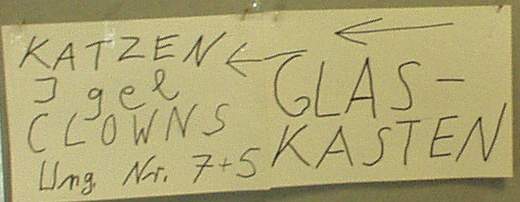 KATZEN
Igel
CLOWNS
Ung. Nr. 7+5
GLAS-
KASTEN